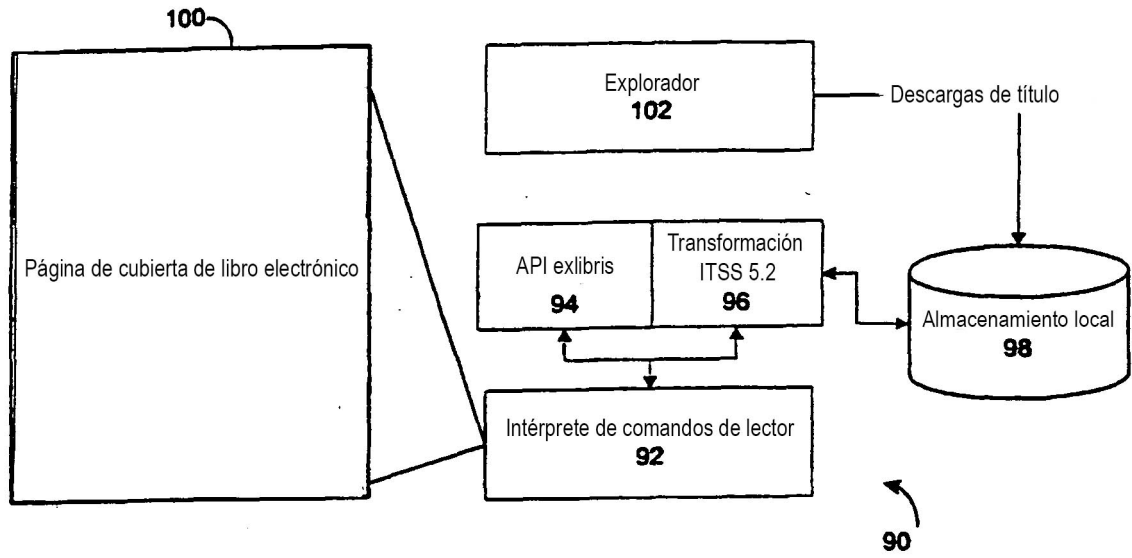 100
Explorador
102
Descargas de título
Página de cubierta de libro electrónico
API exlibris
94
Transformación
ITSS 5.2
96
Almacenamiento local
98
Intérprete de comandos de lector
92
90